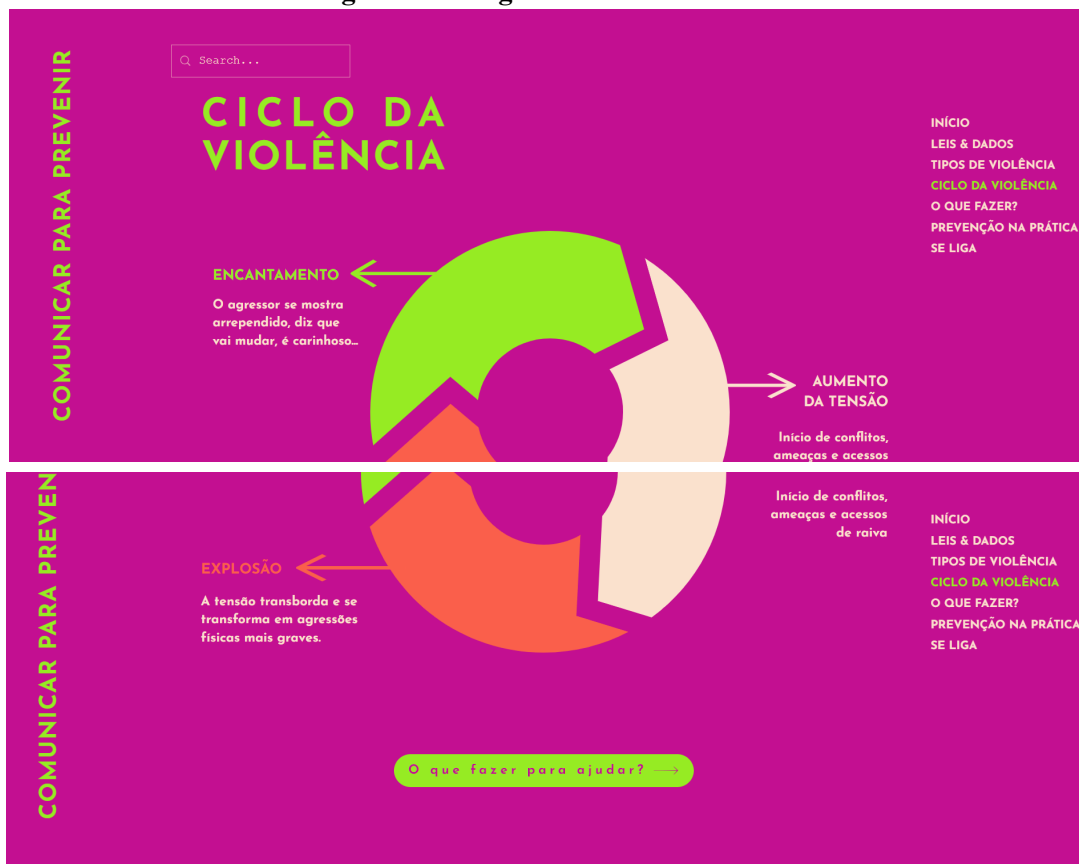 COMUNICAR PARA PREVENIR
Search...
CICLO DA
VIOLÊNCIA
INÍCIO
LEIS & DADOS
TIPOS DE VIOLÊNCIA
CICLO DA VIOLÊNCIA
O QUE FAZER?
PREVENÇÃO NA PRÁTICA
SE LIGA
ENCANTAMENTO
O agressor se mostra
arrependido, diz que
vai mudar, é carinhoso...
AUMENTO
DA TENSÃO
Início de conflitos,
ameaças e acessos
COMUNICAR PARA PREVEN
Início de conflitos,
ameaças e acessos
de raiva
INÍCIO
LEIS & DADOS
TIPOS DE VIOLÊNCIA
CICLO DA VIOLÊNCIA
O QUE FAZER?
PREVENÇÃO NA PRÁTICA
SE LIGA
EXPLOSÃO
A tensão transborda e se
transforma em agressões
físicas mais graves.
O que fazer para ajudar?